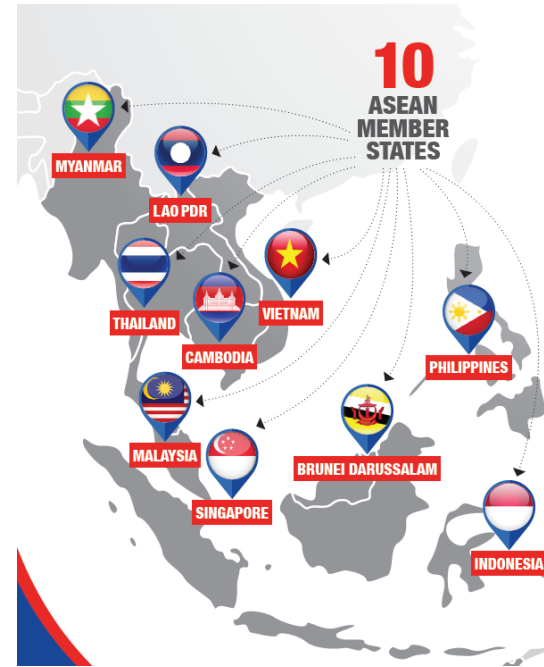 10
ASEAN
MEMBER
STATES
MYANMAR
LAO PDR
THAILAND
VIETNAM
CAMBODIA
PHILIPPINES
MALAYSIA
BRUNEI DARUSSALAM
SINGAPORE
INDONESIA